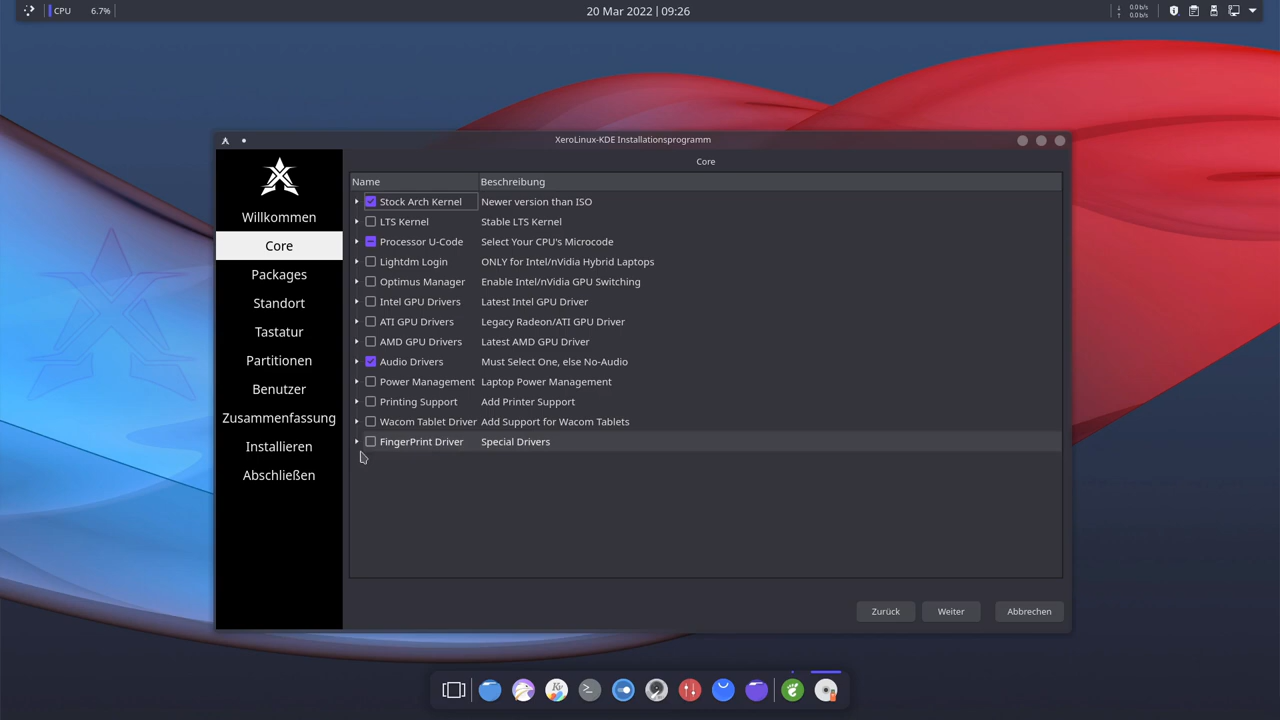 CPU 6.7%
20 Mar 2022 | 09:26
0.0 b/s
0.0 b/s
XeroLinux-KDE Installationsprogramm
Willkommen
Core
Packages
Standort
Tastatur
Partitionen
Benutzer
Zusammenfassung
Installieren
Abschließen
Core
Name Beschreibung
Stock Arch Kernel Newer version than ISO
LTS Kernel Stable LTS Kernel
Processor U-Code Select Your CPU's Microcode
Lightdm Login ONLY for Intel/nVidia Hybrid Laptops
Optimus Manager Enable Intel/nVidia GPU Switching
Intel GPU Drivers Latest Intel GPU Driver
ATI GPU Drivers Legacy Radeon/ATI GPU Driver
AMD GPU Drivers Latest AMD GPU Driver
Audio Drivers Must Select One, else No-Audio
Power Management Laptop Power Management
Printing Support Add Printer Support
Wacom Tablet Driver Add Support for Wacom Tablets
FingerPrint Driver Special Drivers
Zurück Weiter Abbrechen